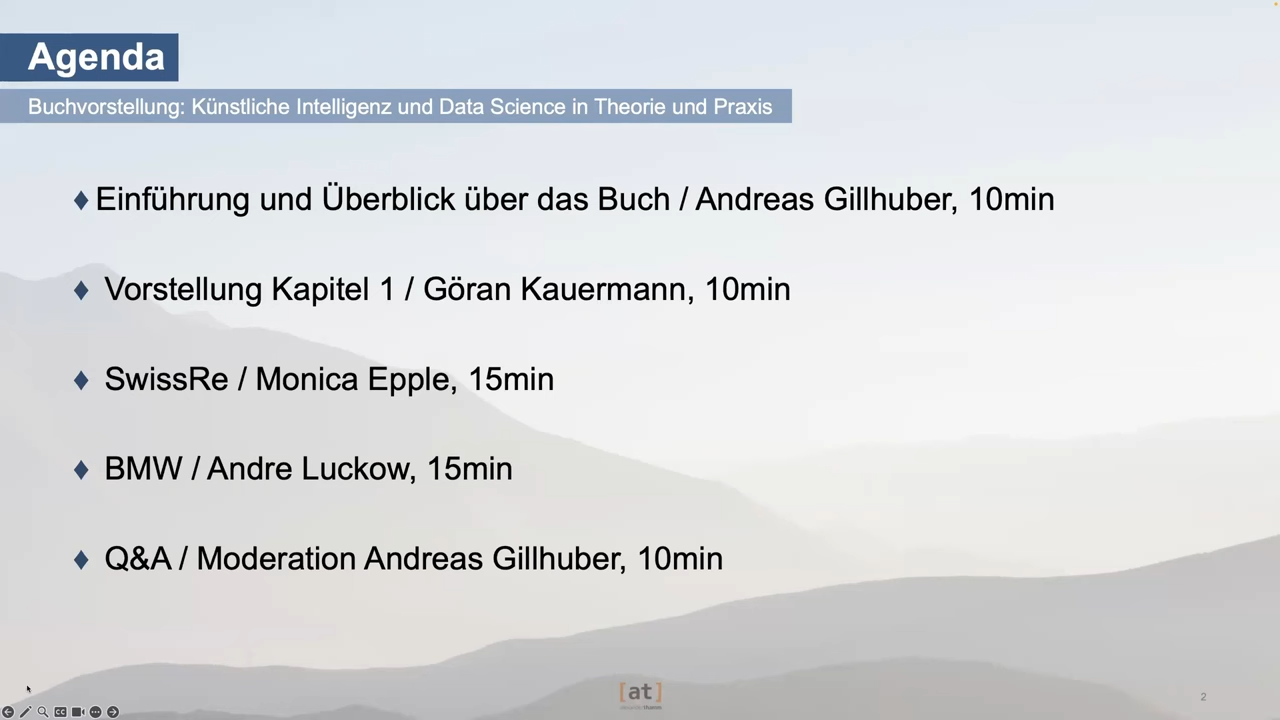 Agenda
Buchvorstellung: Künstliche Intelligenz und Data Science in Theorie und Praxis
♦ Einführung und Überblick über das Buch / Andreas Gillhuber, 10min
♦ Vorstellung Kapitel 1 / Göran Kauermann, 10min
♦ SwissRe / Monica Epple, 15min
♦ BMW / Andre Luckow, 15min
♦ Q&A / Moderation Andreas Gillhuber, 10min
[at]
2